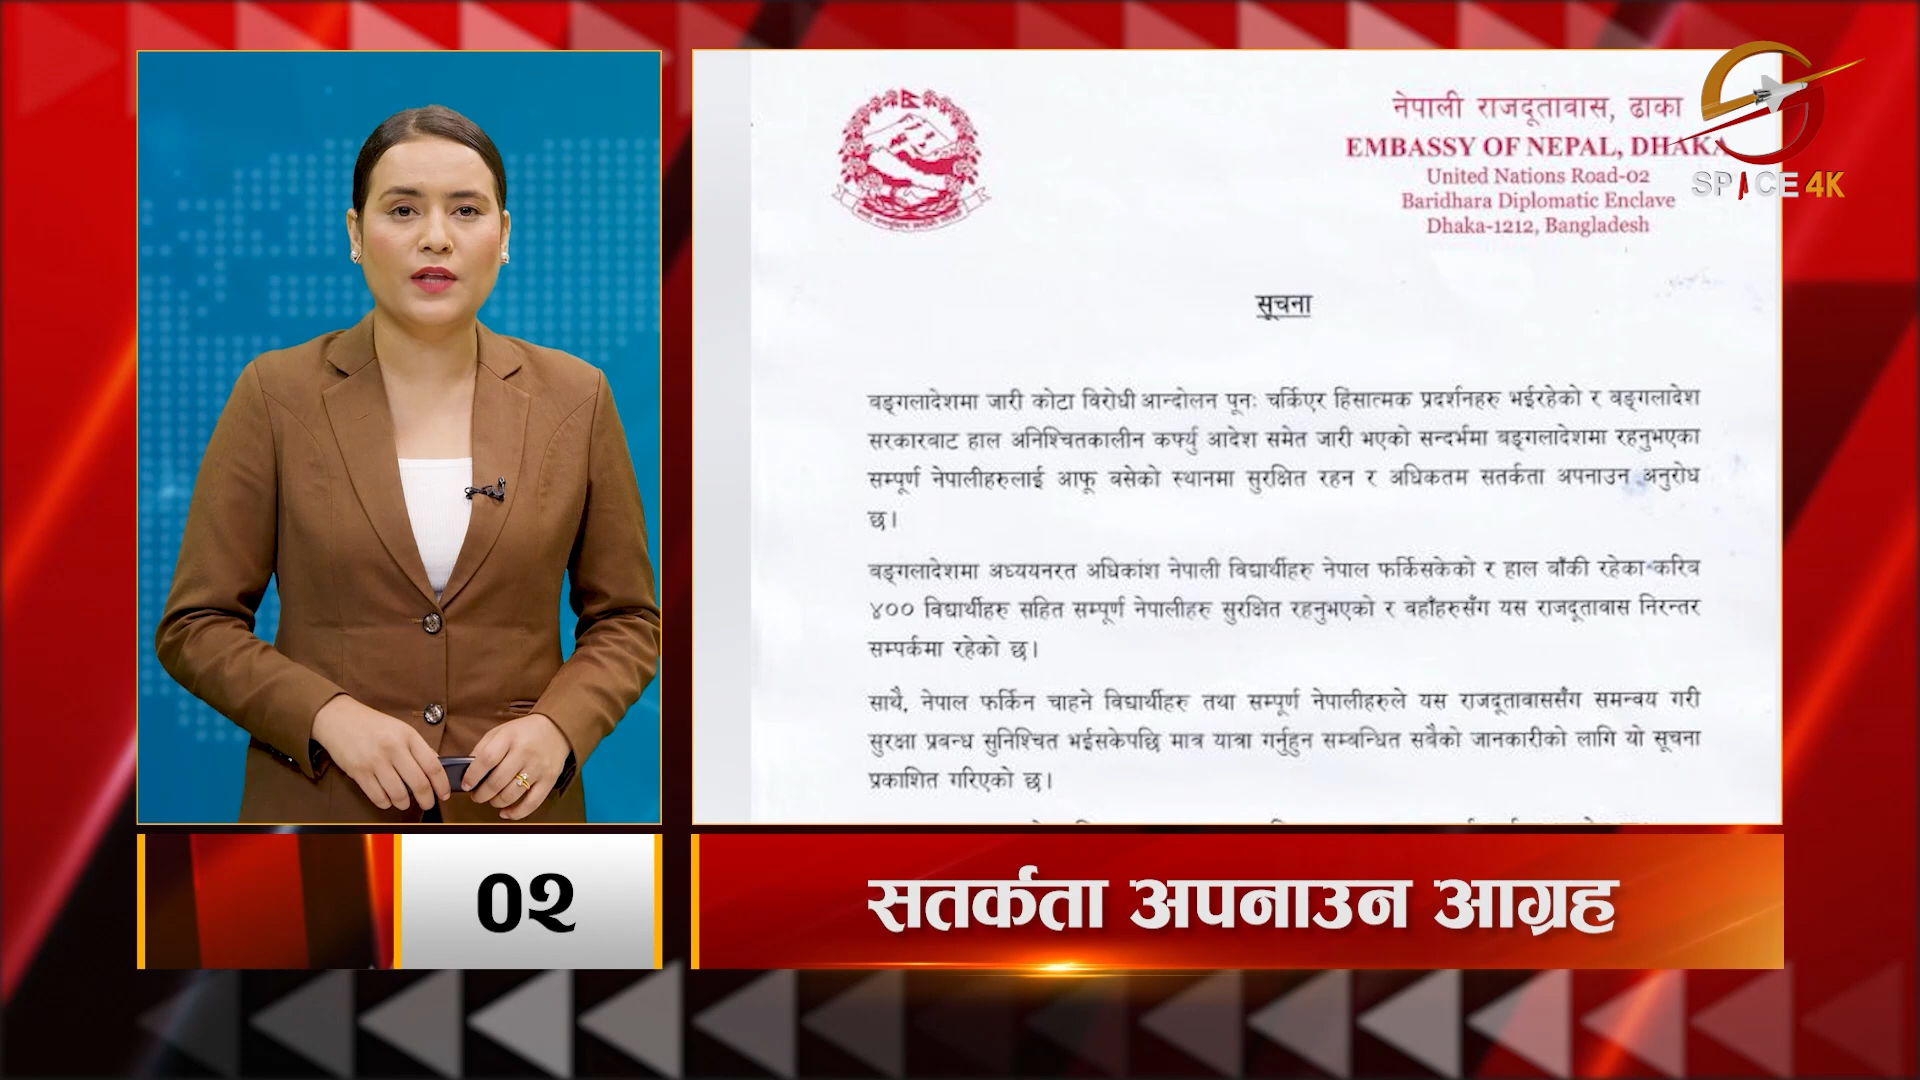 नेपाली राजदूतावास, ढाका
EMBASSY OF NEPAL, DHAKA
United Nations Road-02
Baridhara Diplomatic Enclave
Dhaka-1212, Bangladesh
SPACE 4K
सूचना
बङ्गलादेशमा जारी कोटा विरोधी आन्दोलन पूनः चर्किएर हिंसात्मक प्रदर्शनहरु भईरहेको र बङ्गलादेश
सरकारबाट हाल अनिश्चितकालीन कर्फ्यु आदेश समेत जारी भएको सन्दर्भमा बङ्गलादेशमा रहनुभएका
सम्पूर्ण नेपालीहरुलाई आफू बसेको स्थानमा सुरक्षित रहन र अधिकतम सतर्कता अपनाउन अनुरोध
छ।
बङ्गलादेशमा अध्ययनरत अधिकांश नेपाली विद्यार्थीहरु नेपाल फर्किसकेको र हाल बाँकी रहेका करिब
४०० विद्यार्थीहरु सहित सम्पूर्ण नेपालीहरु सुरक्षित रहनुभएको र वहाँहरुसँग यस राजदूतावास निरन्तर
सम्पर्कमा रहेको छ।
साथै, नेपाल फर्किन चाहने विद्यार्थीहरु तथा सम्पूर्ण नेपालीहरुले यस राजदूतावाससँग समन्वय गरी
सुरक्षा प्रबन्ध सुनिश्चित भईसकेपछि मात्र यात्रा गर्नुहुन सम्बन्धित सबैको जानकारीको लागि यो सूचना
प्रकाशित गरिएको छ।
०२
सतर्कता अपनाउन आग्रह